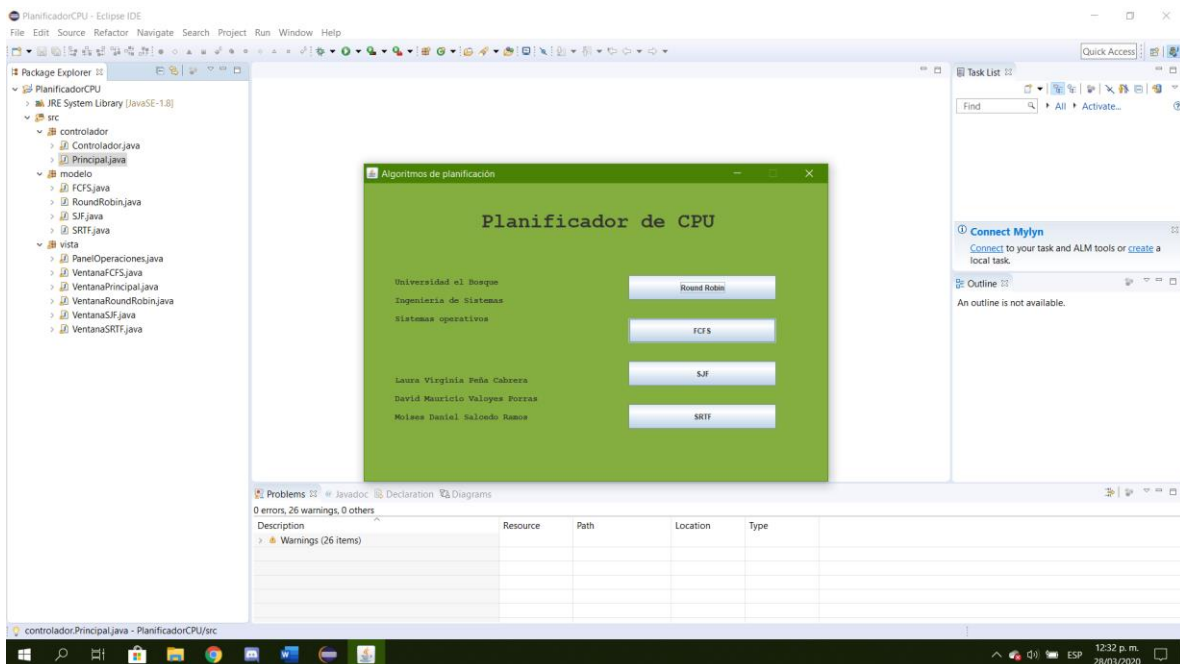 PlanificadorCPU - Eclipse IDE
File Edit Source Refactor Navigate Search Project Run Window Help
Quick Access
Package Explorer
PlanificadorCPU
JRE System Library [JavaSE-1.8]
src
controlador
Controlador.java
Principal.java
modelo
FCFS.java
RoundRobin.java
SJF.java
SRTF.java
vista
PanelOperaciones.java
VentanaFCFS.java
VentanaPrincipal.java
VentanaRoundRobin.java
VentanaSJF.java
VentanaSRTF.java
Algoritmos de planificación
Planificador de CPU
Universidad el Bosque
Ingenieria de Sistemas
Sistemas operativos
Laura Virginia Peña Cabrera
David Mauricio Valoyes Porras
Moises Daniel Salcedo Ramos
Round Robin
FCFS
SJF
SRTF
Task List
Find All Activate...
Connect Mylyn
Connect to your task and ALM tools or create a
local task.
Outline
An outline is not available.
Problems Javadoc Declaration Diagrams
0 errors, 26 warnings, 0 others
Description Resource Path Location Type
Warnings (26 items)
controlador.Principal.java - PlanificadorCPU/src
ESP
12:32 p. m.
28/03/2020